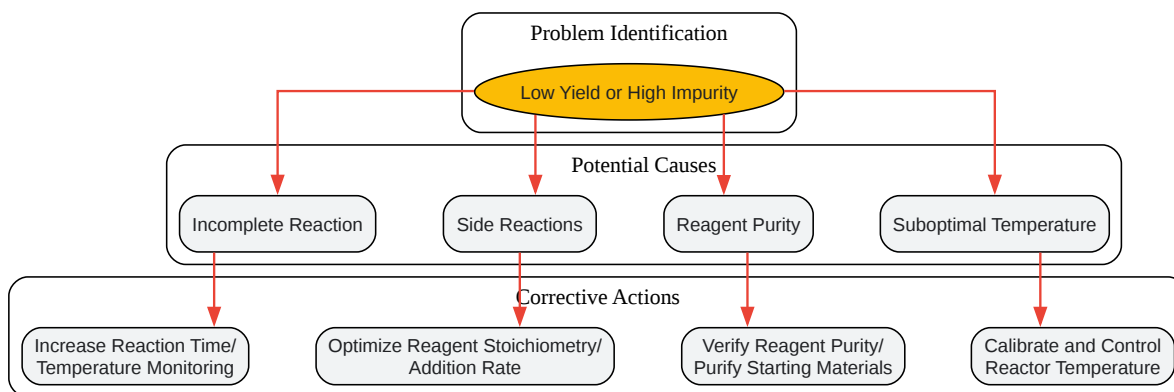 Problem Identification
Low Yield or High Impurity
Potential Causes
Incomplete Reaction
Side Reactions
Reagent Purity
Suboptimal Temperature
Corrective Actions
Increase Reaction Time/
Temperature Monitoring
Optimize Reagent Stoichiometry/
Addition Rate
Verify Reagent Purity/
Purify Starting Materials
Calibrate and Control
Reactor Temperature